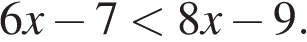 6x − 7 < 8x − 9.